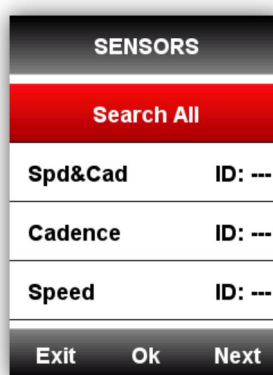 SENSORS
Search All
Spd&Cad ID: ---
Cadence ID: ---
Speed ID: ---
Exit Ok Next